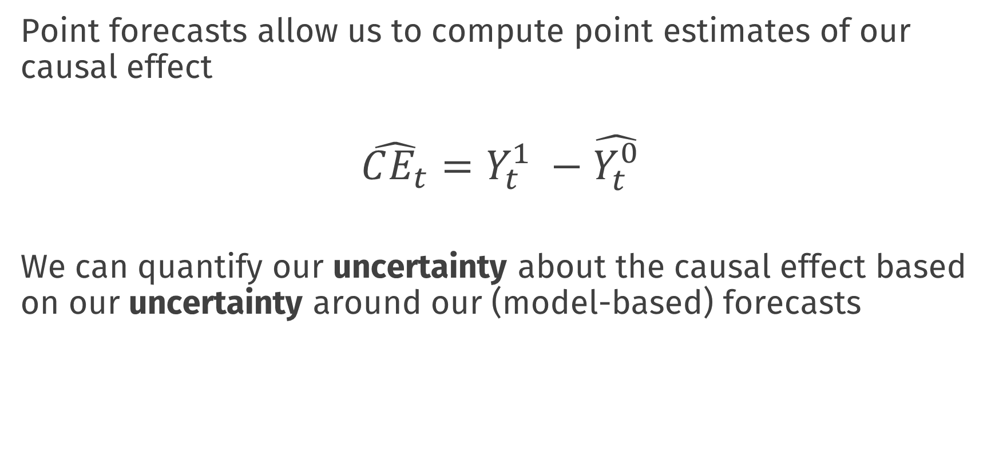 Point forecasts allow us to compute point estimates of our
causal effect
$\widehat{CE}_t = Y_t^1 - \widehat{Y_t^0}$
We can quantify our uncertainty about the causal effect based
on our uncertainty around our (model-based) forecasts